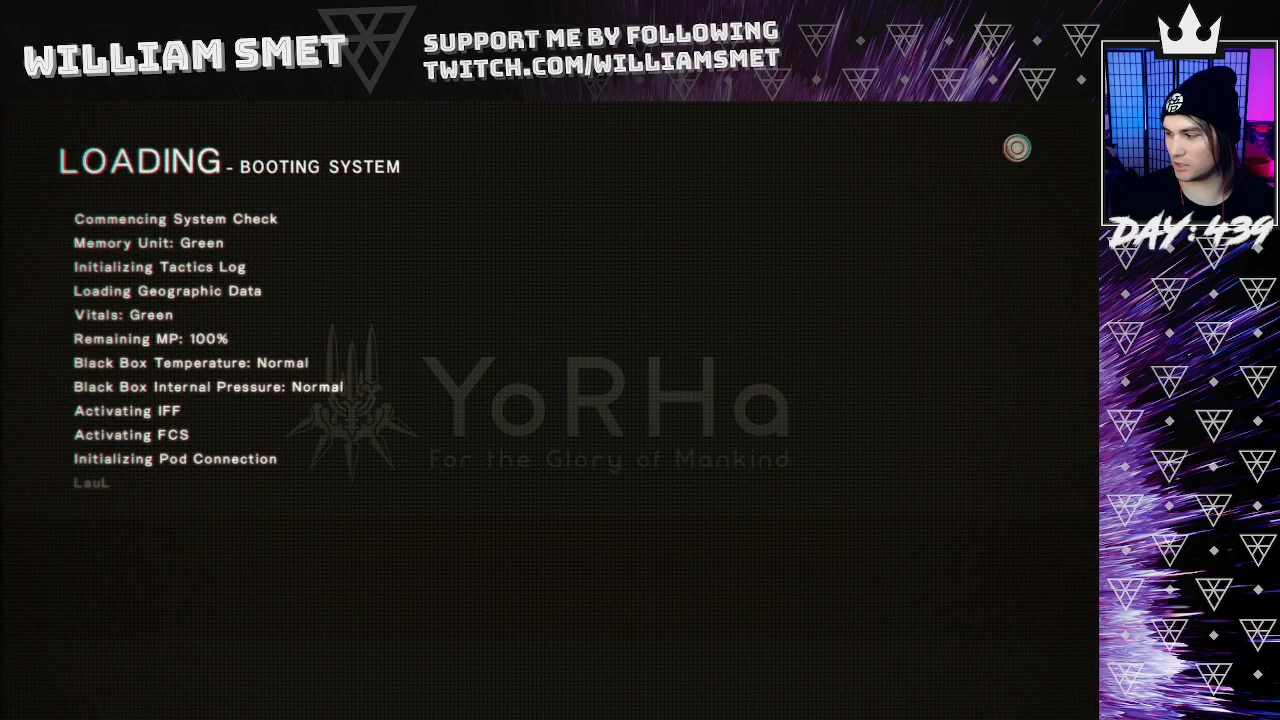 WILLIAM SMET
SUPPORT ME BY FOLLOWING
TWITCH.COM/WILLIAMSMET
DAY: 439
LOADING - BOOTING SYSTEM
Commencing System Check
Memory Unit: Green
Initializing Tactics Log
Loading Geographic Data
Vitals: Green
Remaining MP: 100%
Black Box Temperature: Normal
Black Box Internal Pressure: Normal
Activating IFF
Activating FCS
Initializing Pod Connection
LauL
YoRHa
For the Glory of Mankind